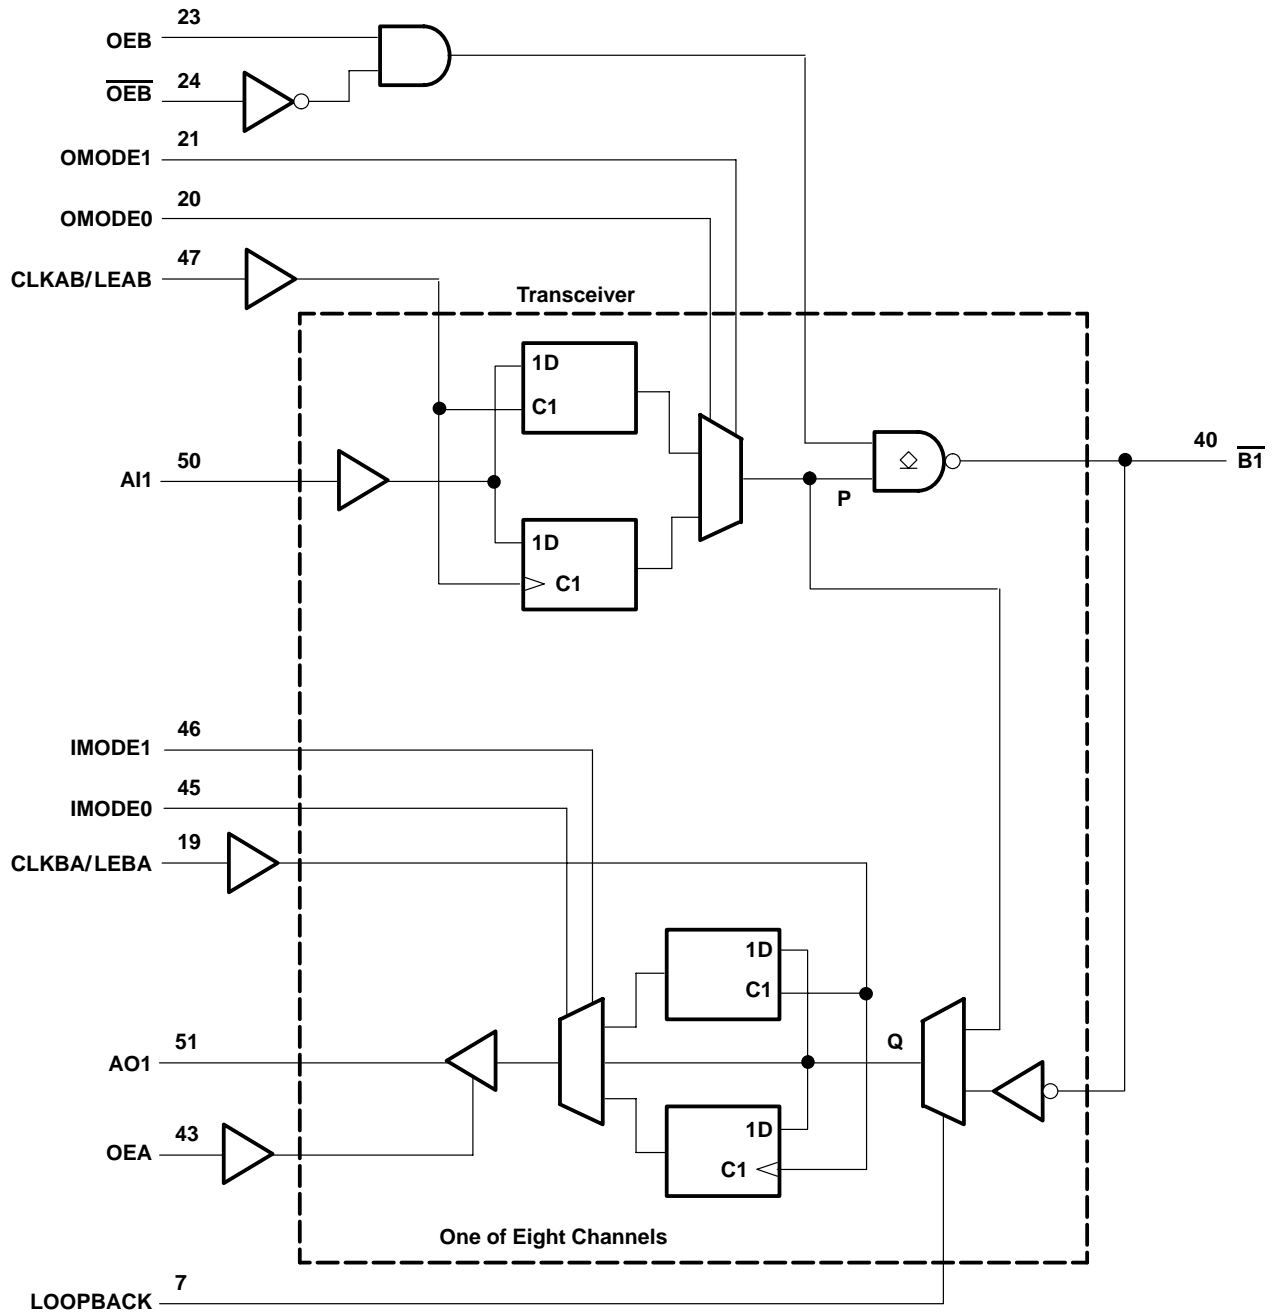 23
OEB
24
O̅E̅B̅
21
OMODE1
20
OMODE0
47
CLKAB/LEAB
Transceiver
1D
C1
50
AI1
40
B̅1̅
P
1D
C1
46
IMODE1
45
IMODE0
19
CLKBA/LEBA
1D
C1
51
AO1
Q
43
OEA
1D
C1
One of Eight Channels
7
LOOPBACK